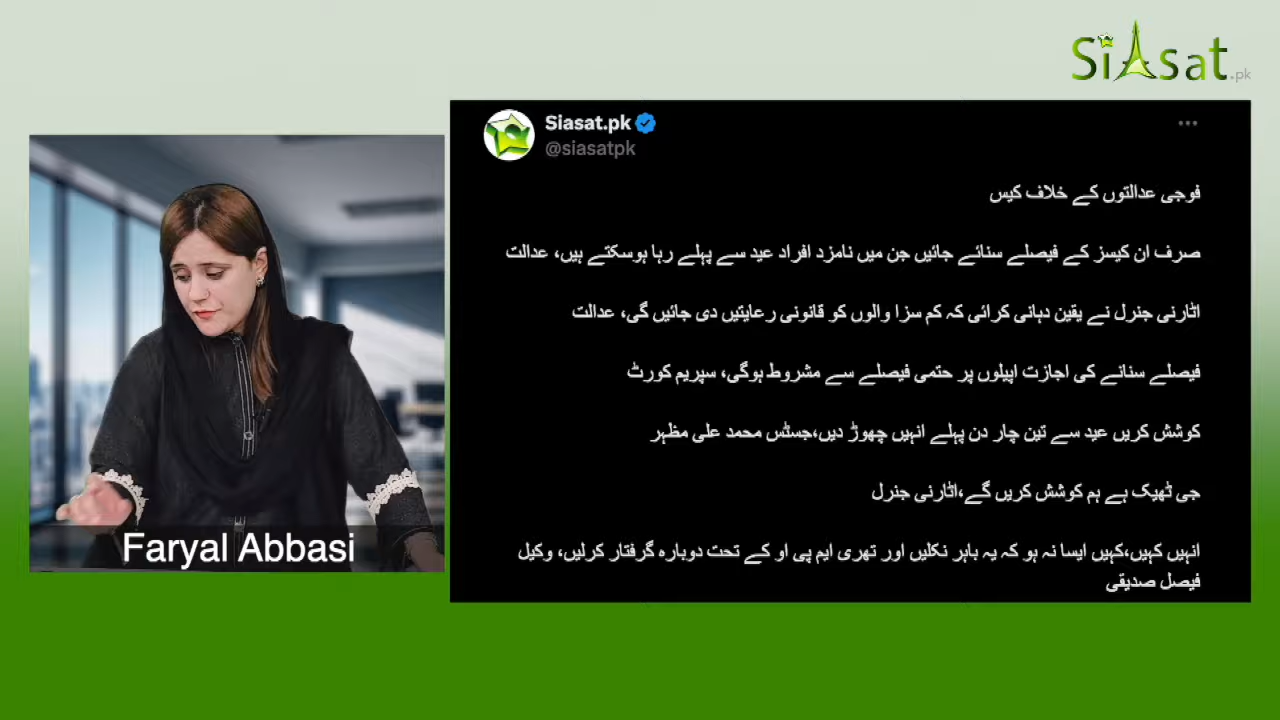 SiAsat.pk
Siasat.pk
@siasatpk
فوجی عدالتوں کے خلاف کیس
صرف ان کیسز کے فیصلے سنائے جائیں جن میں نامزد افراد عید سے پہلے رہا ہوسکتے ہیں، عدالت
اٹارنی جنرل نے یقین دہانی کرائی کہ کم سزا والوں کو قانونی رعایتیں دی جائیں گی، عدالت
فیصلے سنانے کی اجازت اپیلوں پر حتمی فیصلے سے مشروط ہوگی، سپریم کورٹ
کوشش کریں عید سے تین چار دن پہلے انہیں چھوڑ دیں،جسٹس محمد علی مظہر
جی ٹھیک ہے ہم کوشش کریں گے،اٹارنی جنرل
انہیں کہیں،کہیں ایسا نہ ہو کہ یہ باہر نکلیں اور تھری ایم پی او کے تحت دوبارہ گرفتار کرلیں، وکیل
فیصل صدیقی
Faryal Abbasi